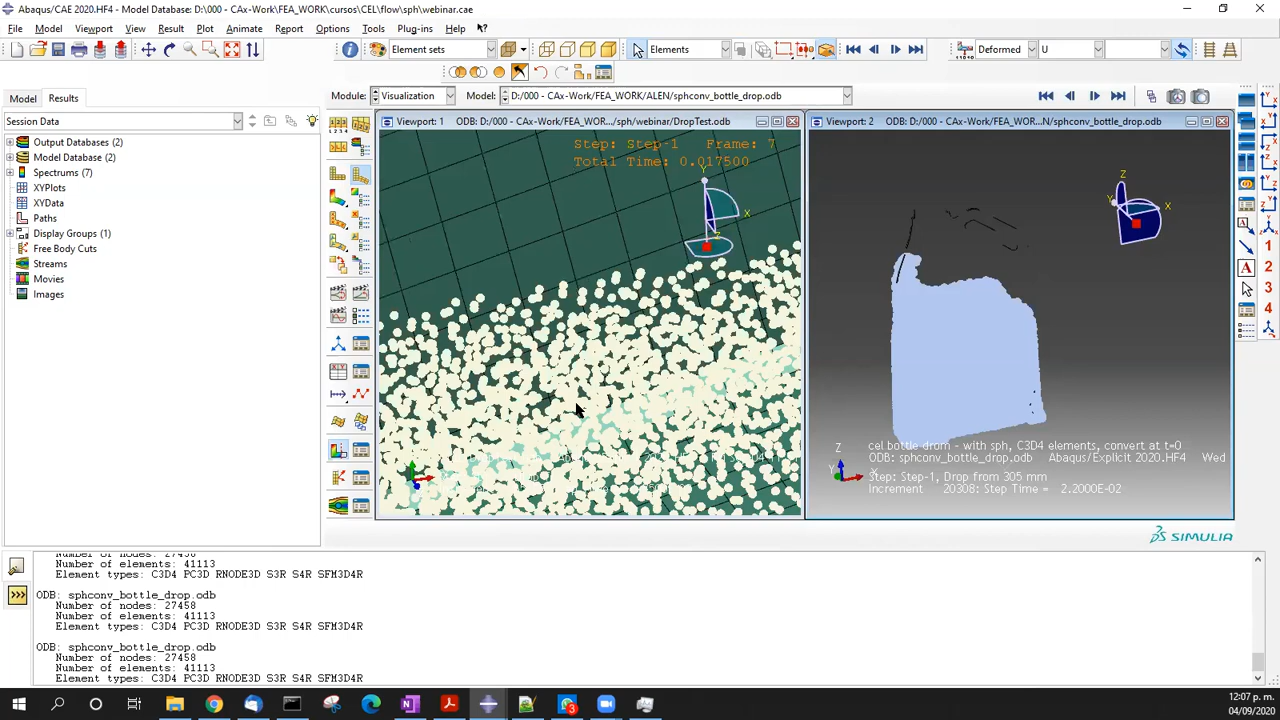 Abaqus/CAE 2020.HF4 - Model Database: D:\000 - CAx-Work\FEA_WORK\cursos\CEL\flow\sph\webinar.cae
File Model Viewport View Result Plot Animate Report Options Tools Plug-ins Help
Element sets
Elements
Deformed
U
Model Results
Module: Visualization Model: D:/000 - CAx-Work/FEA_WORK/ALEN/sphconv_bottle_drop.odb
Session Data
Output Databases (2)
Model Database (2)
Spectrums (7)
XYPlots
XYData
Paths
Display Groups (1)
Free Body Cuts
Streams
Movies
Images
Viewport: 1 ODB: D:/000 - CAx-Work/FEA_WOR.../sph/webinar/DropTest.odb
Step: Step-1 Frame: 7
Total Time: 0.017500
Y
X
Z
Viewport: 2 ODB: D:/000 - CAx-Work/FEA_WOR...N/sphconv_bottle_drop.odb
Z
Y
X
Z
Y
X
cel bottle drom - with sph, C3D4 elements, convert at t=0
ODB: sphconv_bottle_drop.odb Abaqus/Explicit 2020.HF4 Wed
Step: Step-1, Drop from 305 mm
Increment 20308: Step Time = 2.2000E-02
1
2
3
4
A
SIMULIA
Number of nodes: 27458
Number of elements: 41113
Element types: C3D4 PC3D RNODE3D S3R S4R SFM3D4R
ODB: sphconv_bottle_drop.odb
Number of nodes: 27458
Number of elements: 41113
Element types: C3D4 PC3D RNODE3D S3R S4R SFM3D4R
ODB: sphconv_bottle_drop.odb
Number of nodes: 27458
Number of elements: 41113
Element types: C3D4 PC3D RNODE3D S3R S4R SFM3D4R
12:07 p. m.
04/09/2020